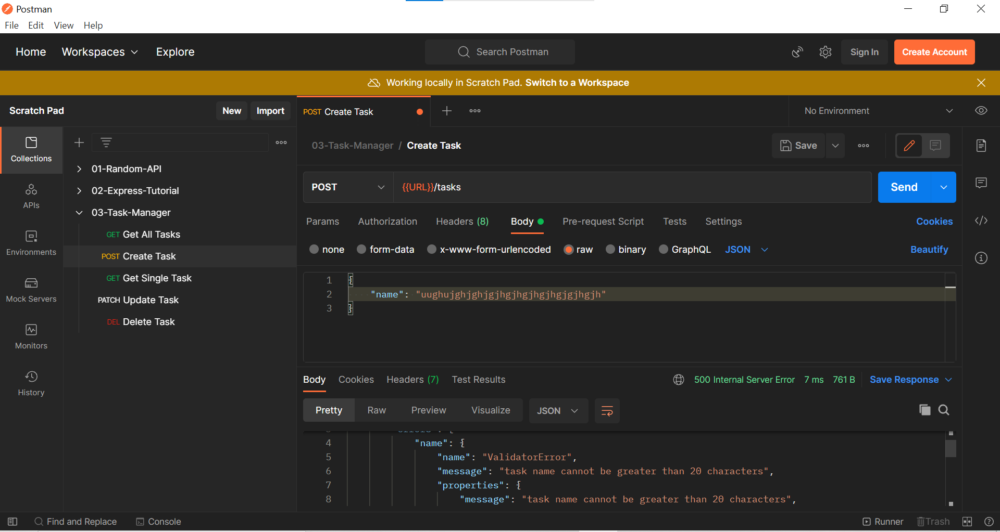 Postman
File Edit View Help
Home Workspaces Explore Search Postman Sign In Create Account
Working locally in Scratch Pad. Switch to a Workspace
Scratch Pad New Import
POST Create Task No Environment
Collections
APIs
Environments
Mock Servers
Monitors
History
01-Random-API
02-Express-Tutorial
03-Task-Manager
GET Get All Tasks
POST Create Task
GET Get Single Task
PATCH Update Task
DEL Delete Task
03-Task-Manager / Create Task Save
POST {{URL}}/tasks Send
Params Authorization Headers (8) Body Pre-request Script Tests Settings Cookies
none form-data x-www-form-urlencoded raw binary GraphQL JSON Beautify
1 {
2 "name": "uughujghjghjgjhgjhgjhgjhgjgjhgjh"
3 }
Body Cookies Headers (7) Test Results 500 Internal Server Error 7 ms 761 B Save Response
Pretty Raw Preview Visualize JSON
4 "name": {
5 "name": "ValidatorError",
6 "message": "task name cannot be greater than 20 characters",
7 "properties": {
8 "message": "task name cannot be greater than 20 characters",
Find and Replace Console Runner Trash